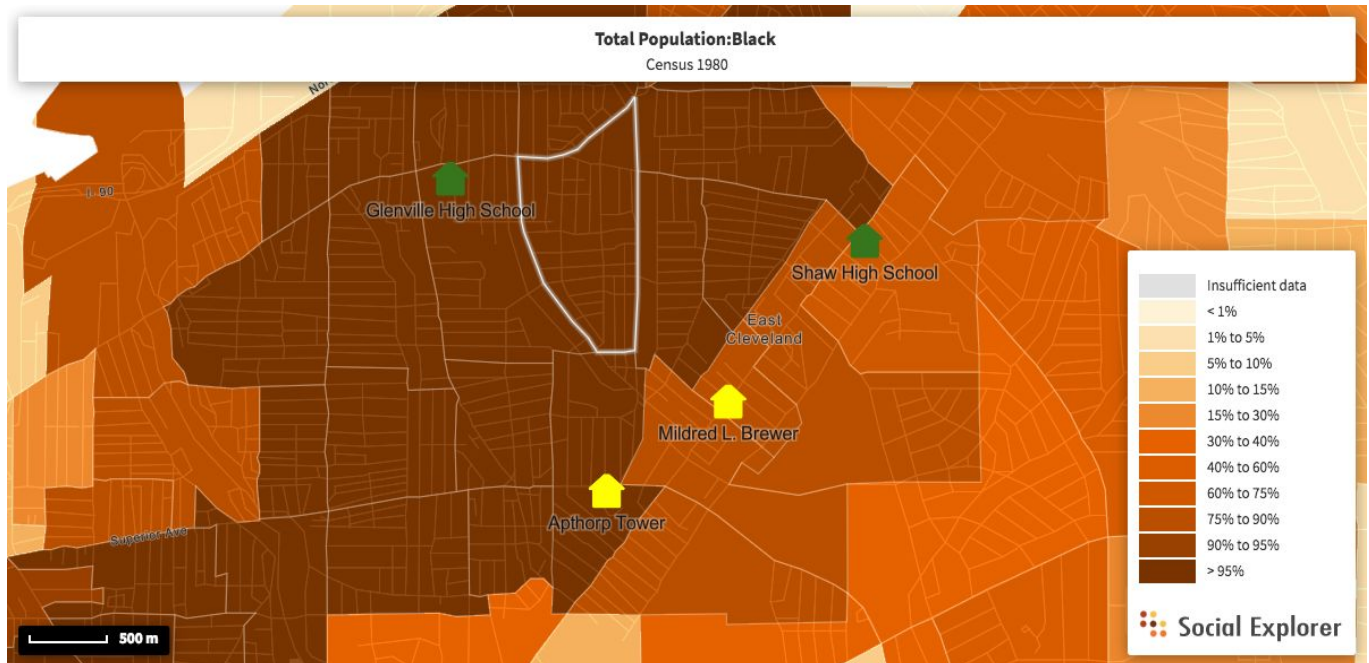 Total Population:Black
Census 1980
I- 90
Glenville High School
Shaw High School
East
Cleveland
Mildred L. Brewer
Apthorp Tower
Superior Ave
Insufficient data
< 1%
1% to 5%
5% to 10%
10% to 15%
15% to 30%
30% to 40%
40% to 60%
60% to 75%
75% to 90%
90% to 95%
> 95%
500 m
Social Explorer